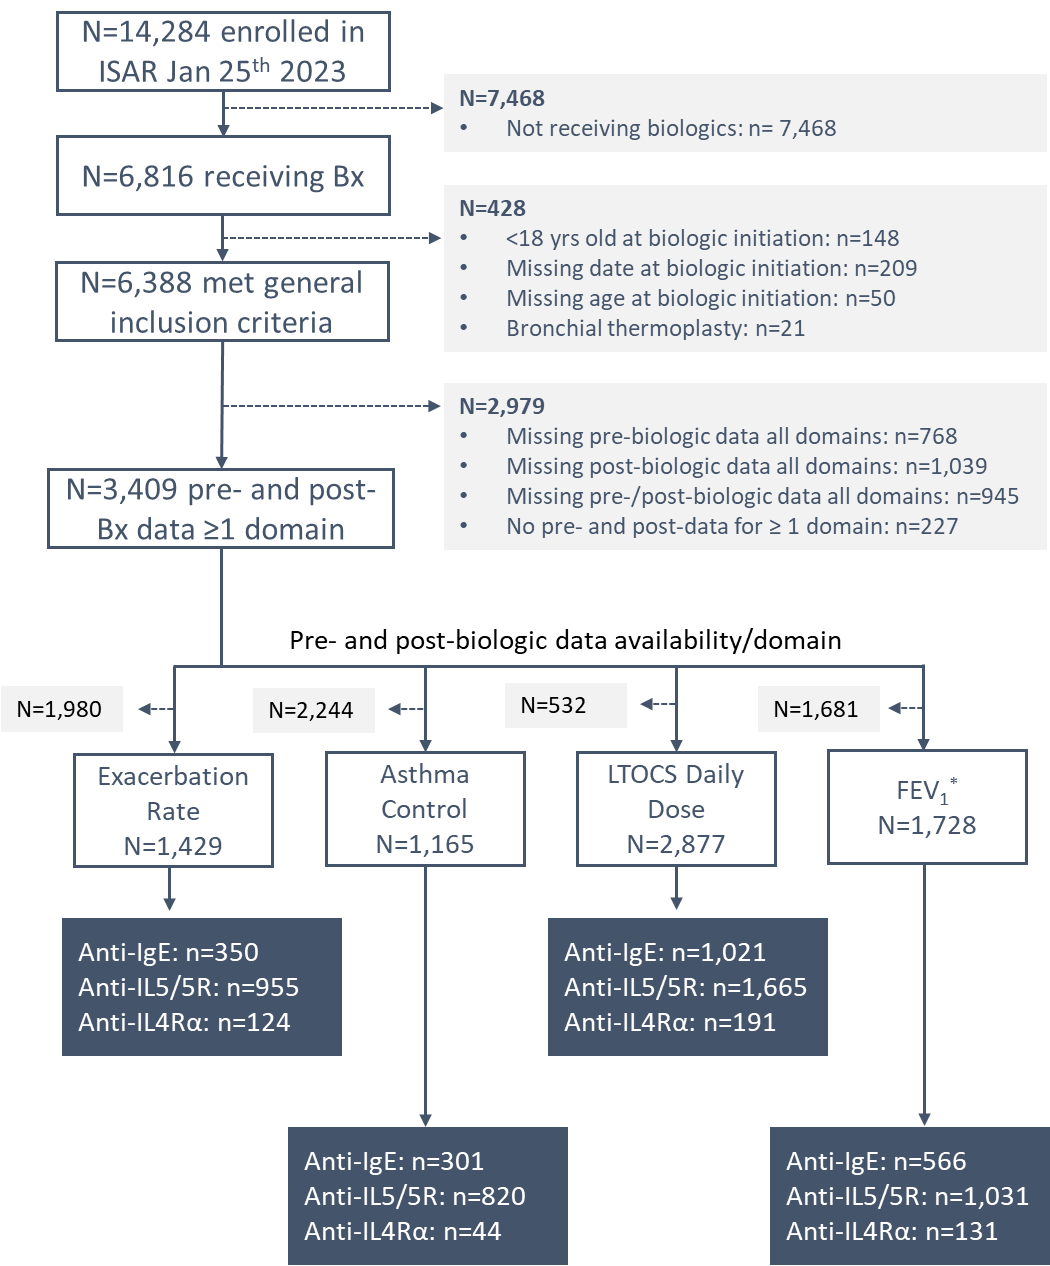 N=14,284 enrolled in
ISAR Jan 25th 2023
N=7,468
• Not receiving biologics: n= 7,468
N=6,816 receiving Bx
N=428
• <18 yrs old at biologic initiation: n=148
• Missing date at biologic initiation: n=209
• Missing age at biologic initiation: n=50
• Bronchial thermoplasty: n=21
N=6,388 met general
inclusion criteria
N=2,979
• Missing pre-biologic data all domains: n=768
• Missing post-biologic data all domains: n=1,039
• Missing pre-/post-biologic data all domains: n=945
• No pre- and post-data for ≥ 1 domain: n=227
N=3,409 pre- and post-
Bx data ≥1 domain
Pre- and post-biologic data availability/domain
N=1,980
N=2,244
N=532
N=1,681
Exacerbation
Rate
N=1,429
Asthma
Control
N=1,165
LTOCS Daily
Dose
N=2,877
FEV1*
N=1,728
Anti-IgE: n=350
Anti-IL5/5R: n=955
Anti-IL4Rα: n=124
Anti-IgE: n=1,021
Anti-IL5/5R: n=1,665
Anti-IL4Rα: n=191
Anti-IgE: n=301
Anti-IL5/5R: n=820
Anti-IL4Rα: n=44
Anti-IgE: n=566
Anti-IL5/5R: n=1,031
Anti-IL4Rα: n=131